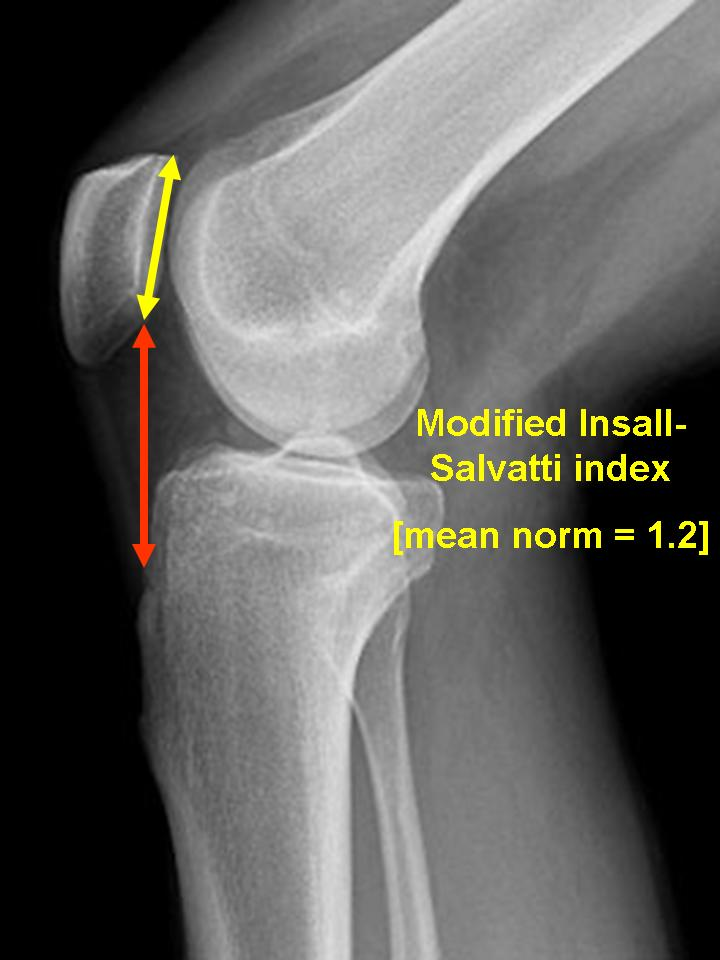 Modified Insall-
Salvatti index
[mean norm = 1.2]